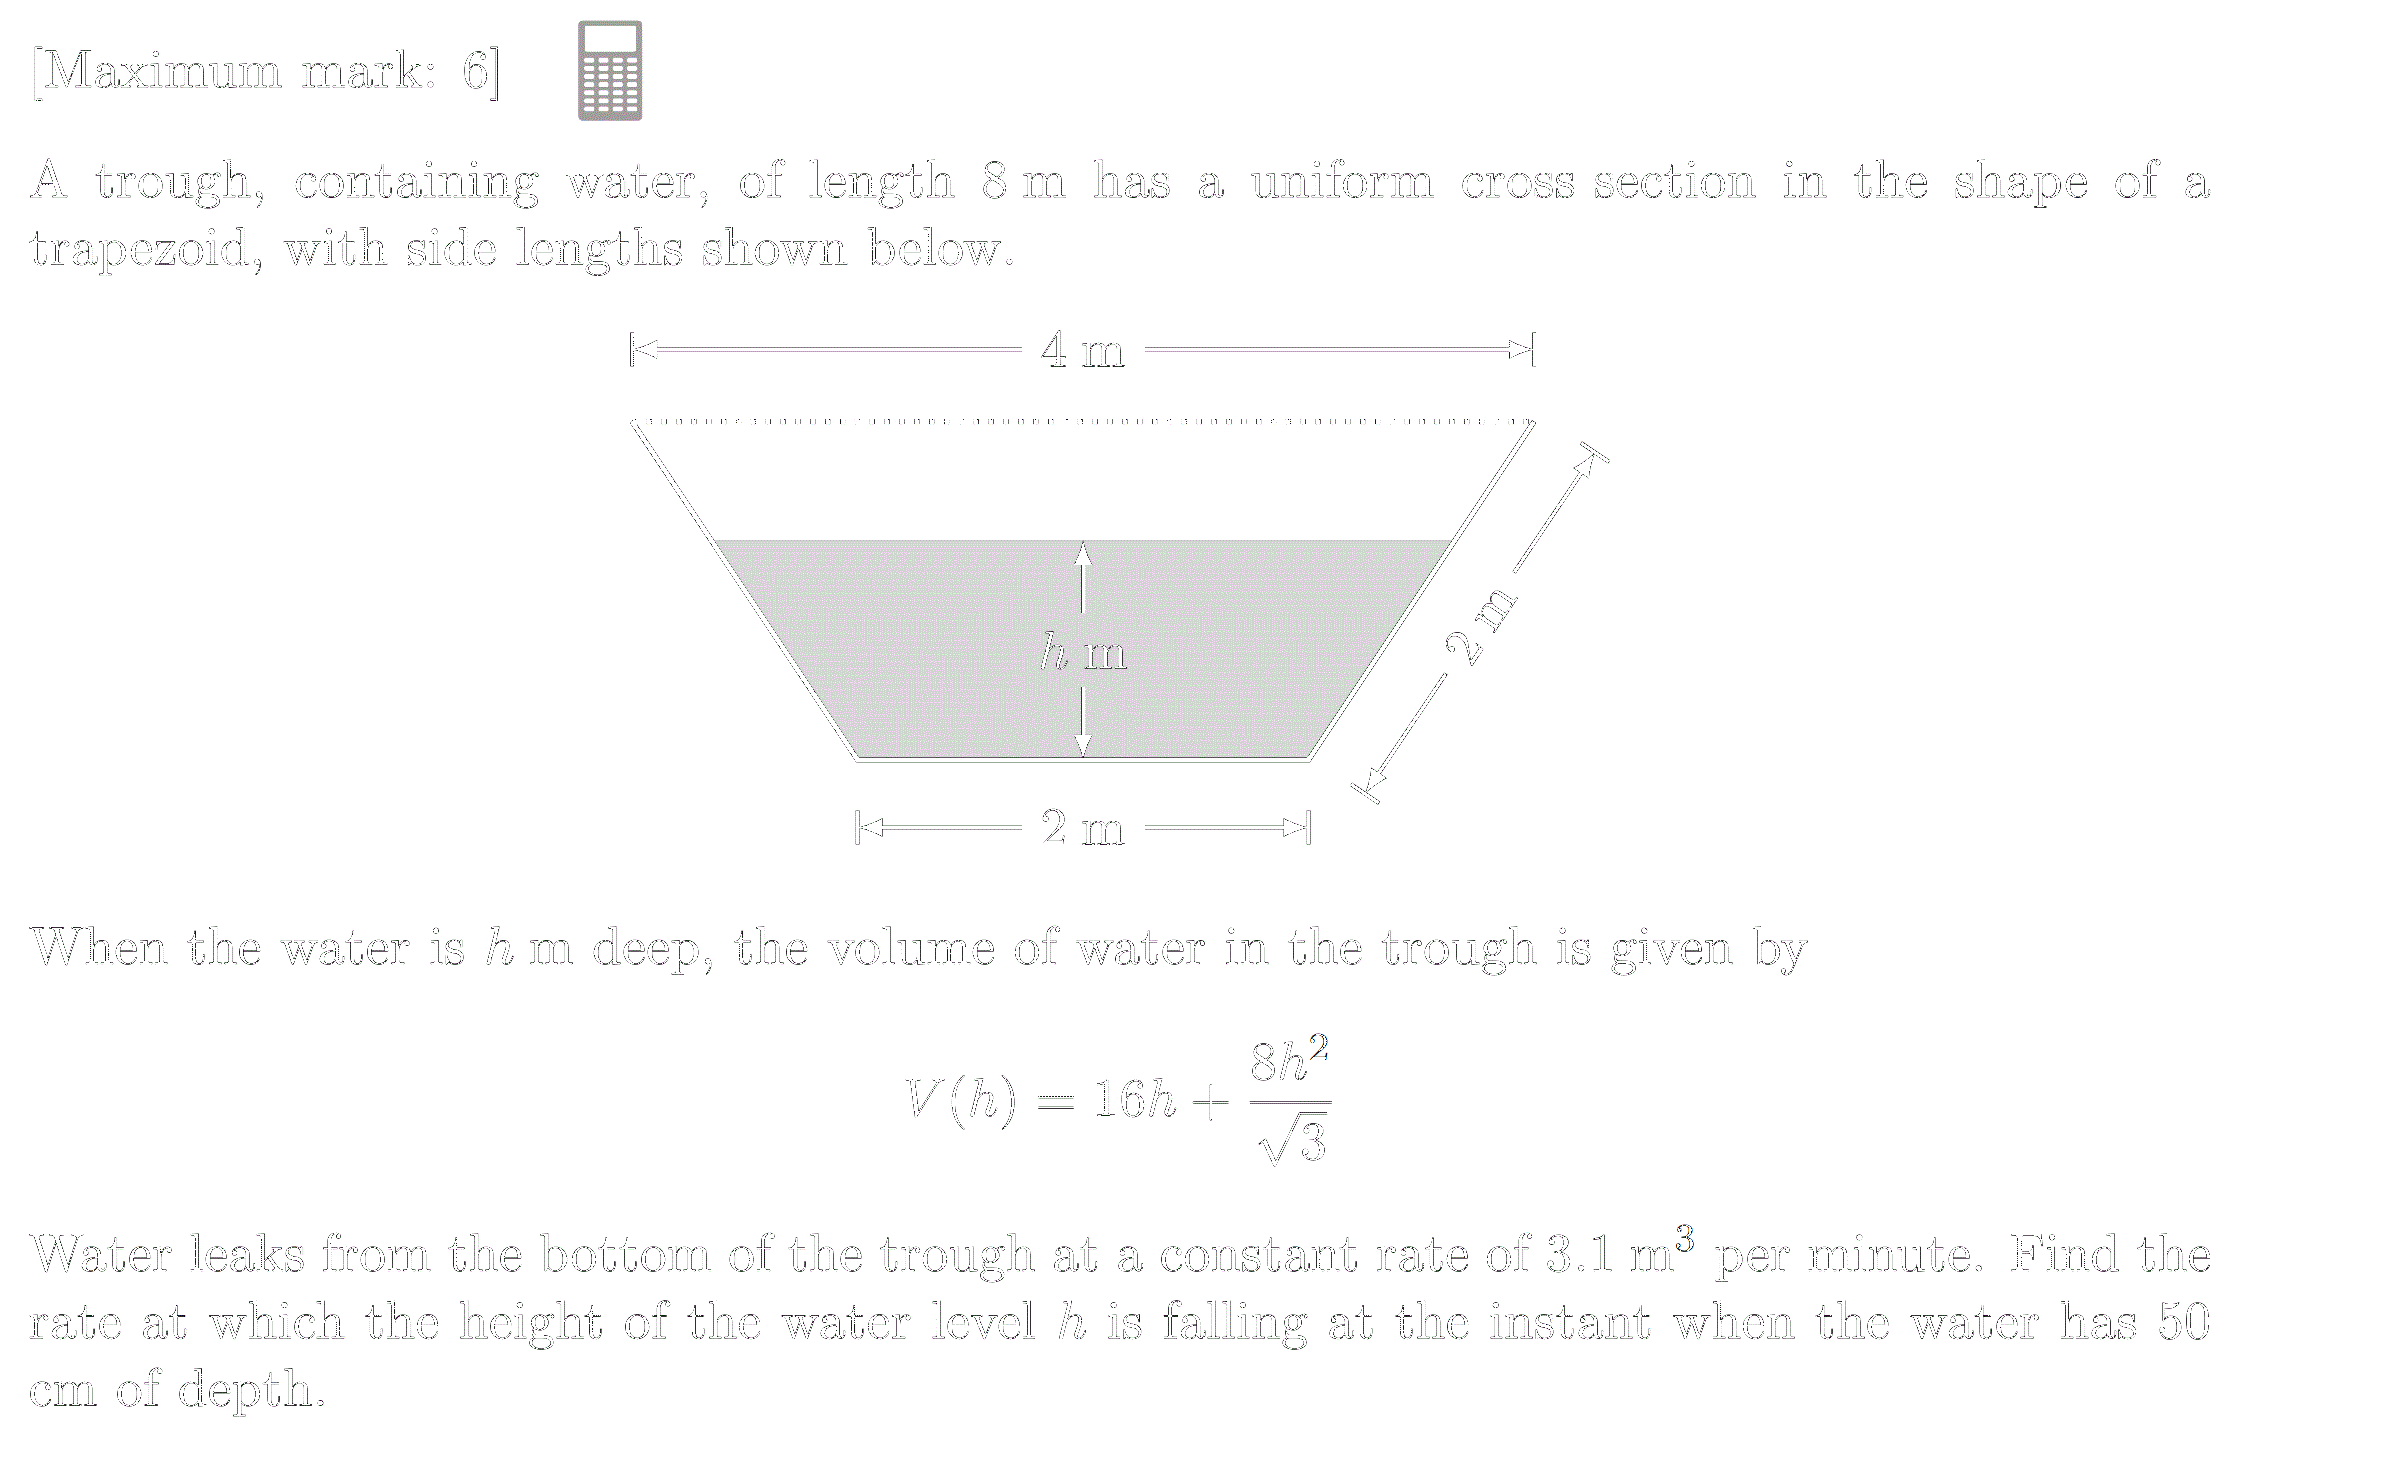 [Maximum mark: 6]
A trough, containing water, of length 8 m has a uniform cross section in the shape of a
trapezoid, with side lengths shown below.
4 m
h m
2 m
2 m
When the water is h m deep, the volume of water in the trough is given by
V(h) = 16h + \frac{8h^2}{\sqrt{3}}
Water leaks from the bottom of the trough at a constant rate of 3.1 m³ per minute. Find the
rate at which the height of the water level h is falling at the instant when the water has 50
cm of depth.